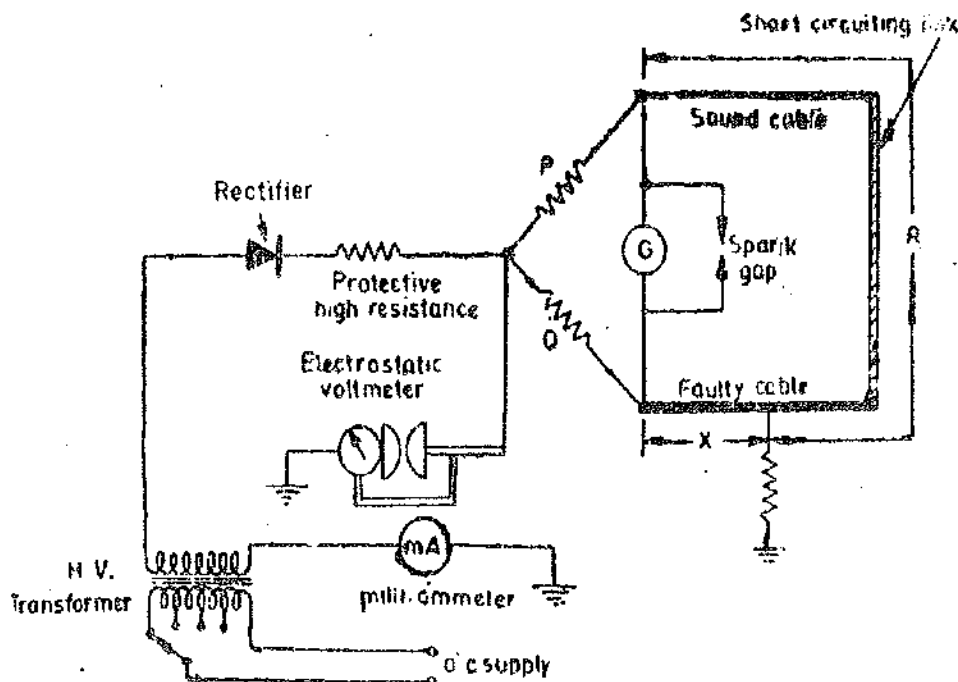 Short circuiting
Sound cable
P
Rectifier
G
Spark
gap
R
Protective
high resistance
Q
Electrostatic
voltmeter
Faulty cable
X
mA
H V.
Transformer
milli-ammeter
a c supply